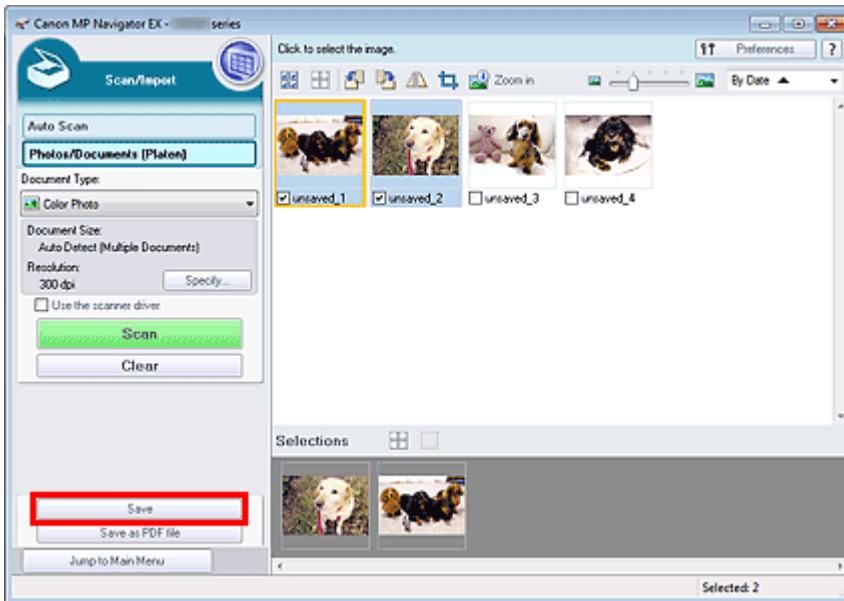 Canon MP Navigator EX - series
Scan/Import
Auto Scan
Photos/Documents (Platen)
Document Type:
Color Photo
Document Size:
Auto Detect (Multiple Documents)
Resolution:
300 dpi
Specify...
Use the scanner driver
Scan
Clear
Save
Save as PDF file
Jump to Main Menu
Click to select the image.
Preferences
?
Zoom in
By Date
unsaved_1
unsaved_2
unsaved_3
unsaved_4
Selections
Selected: 2